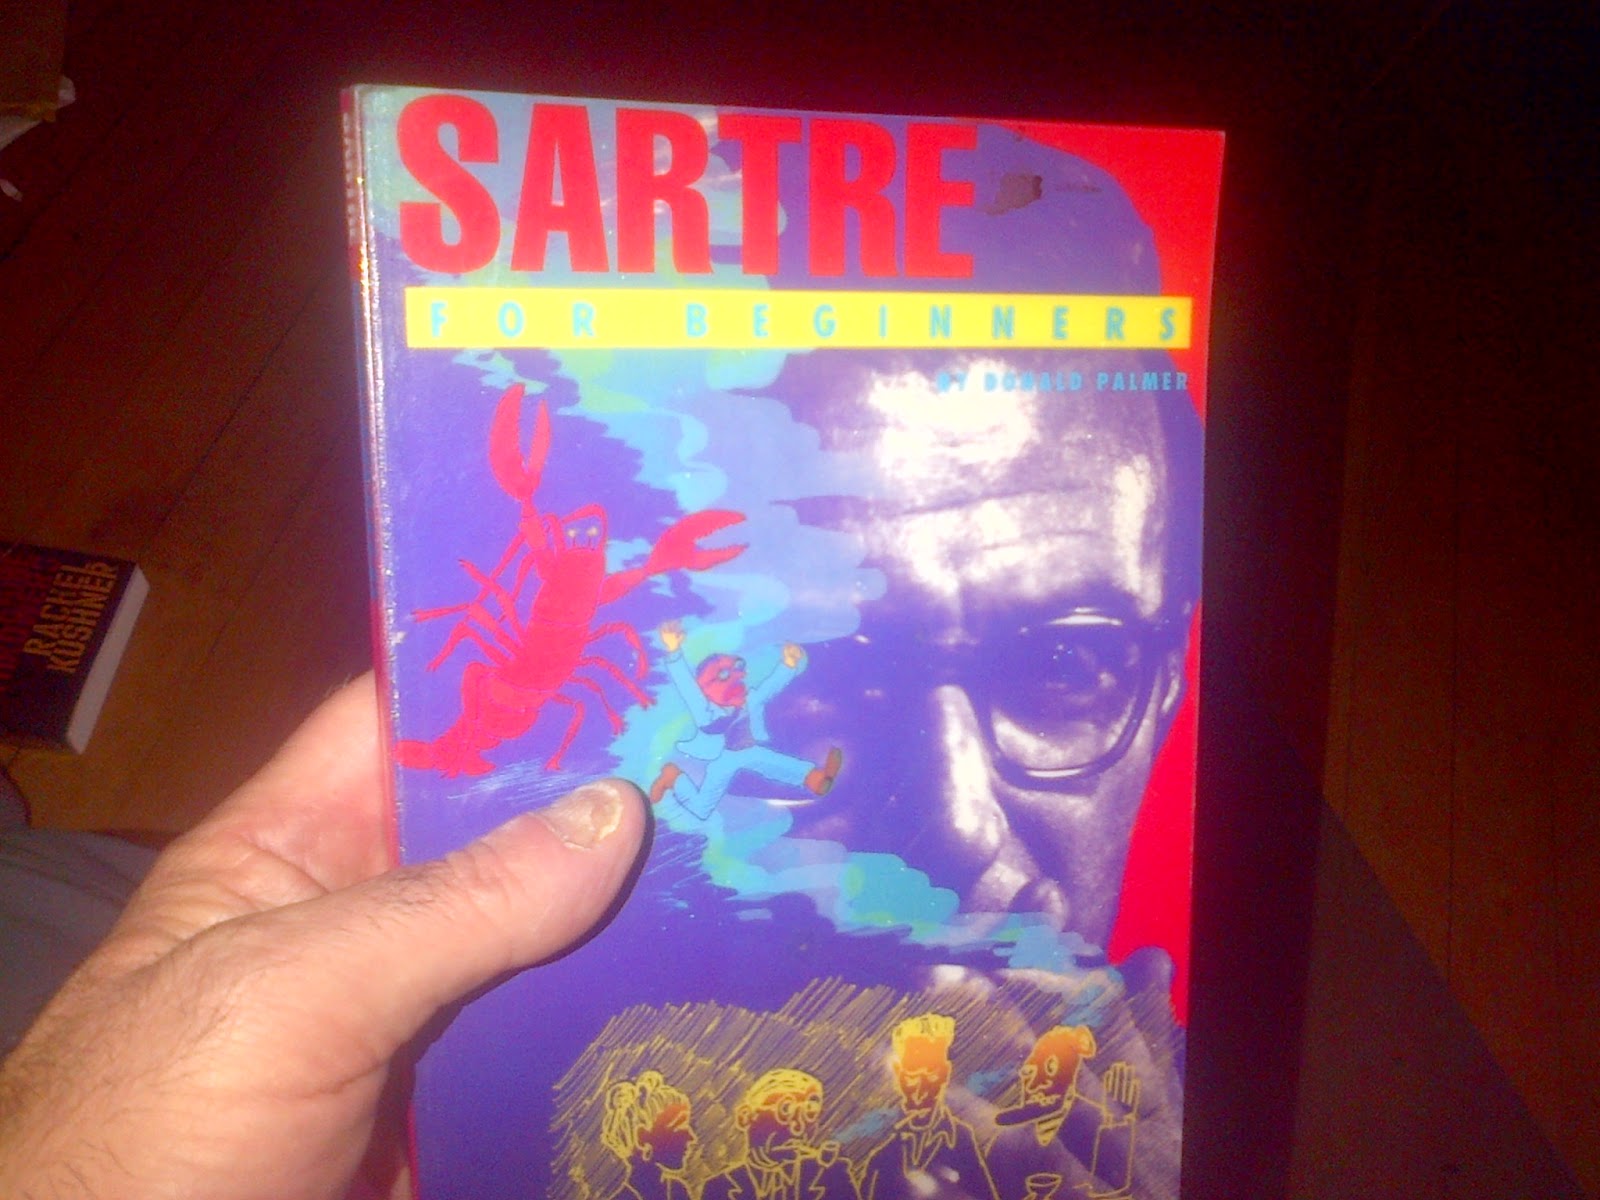 SARTRE
FOR BEGINNERS
BY DONALD PALMER
RACHEL
KUSHNER